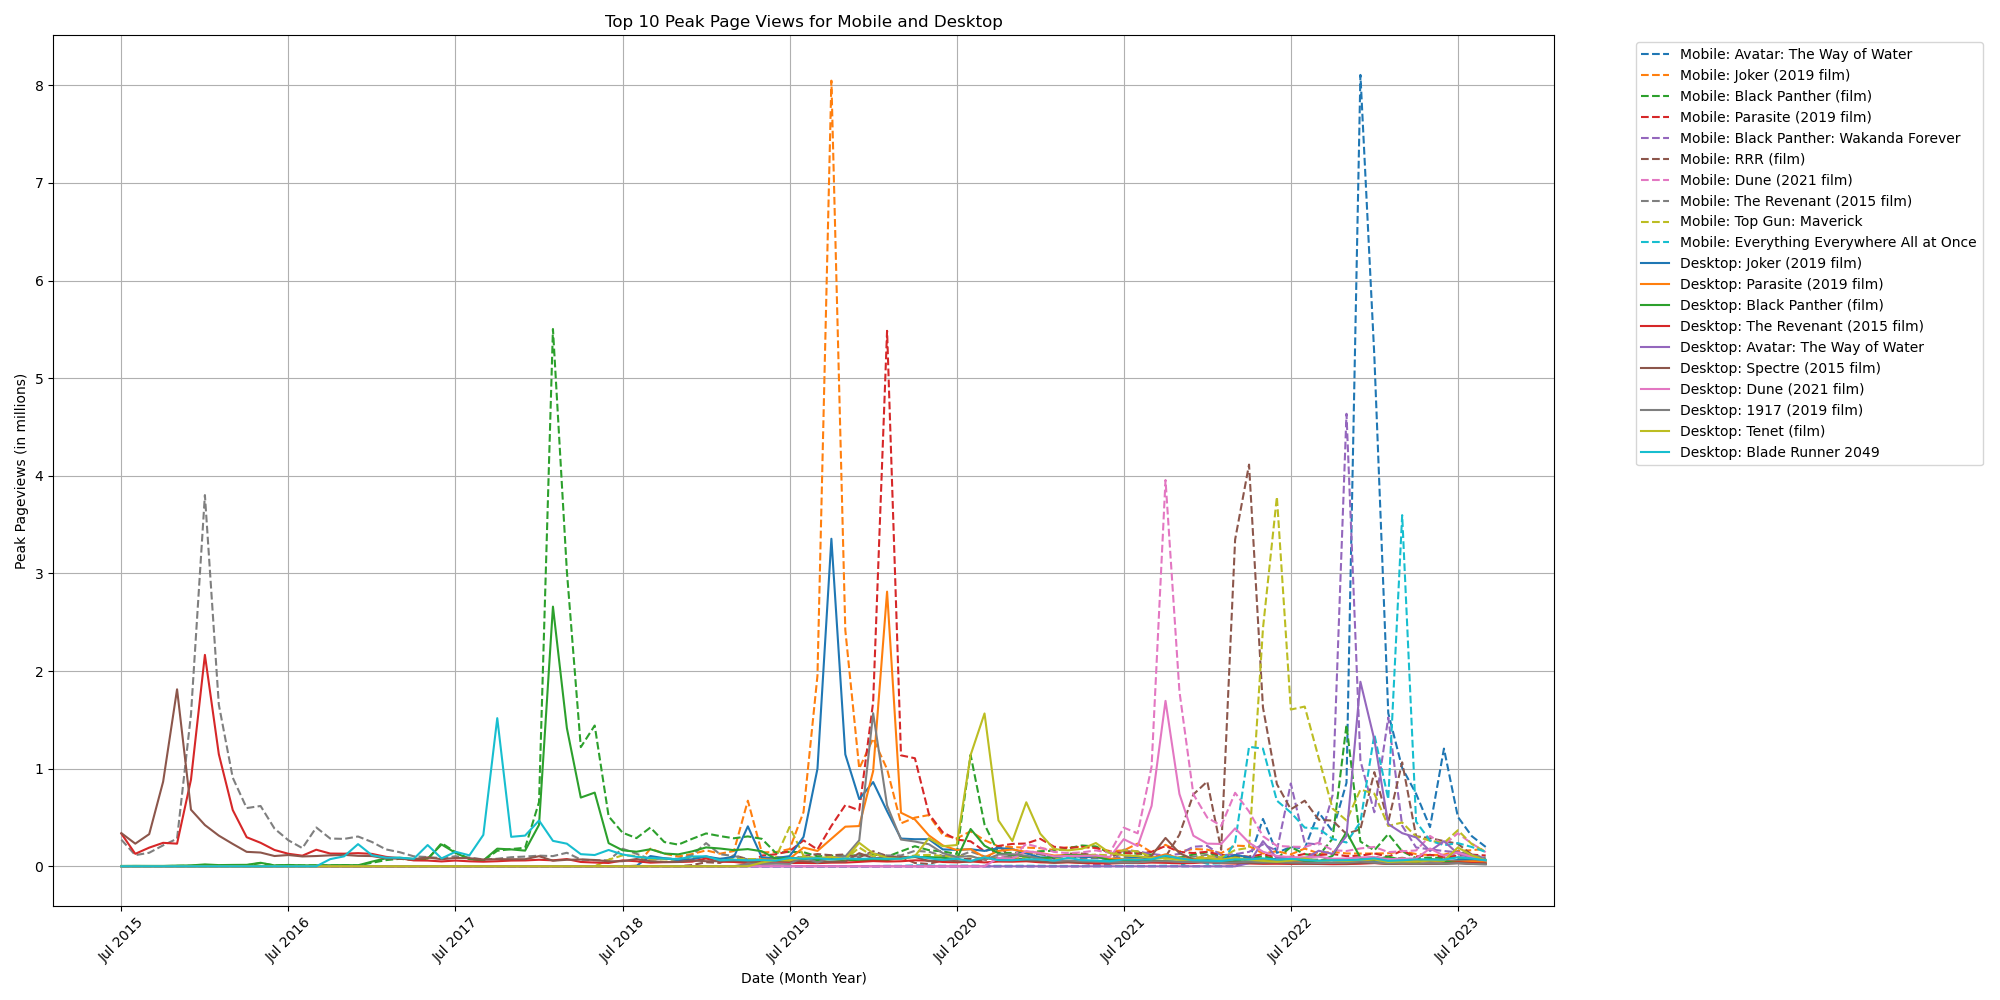 Top 10 Peak Page Views for Mobile and Desktop
Peak Pageviews (in millions)
8
7
6
5
4
3
2
1
0
Jul 2015
Jul 2016
Jul 2017
Jul 2018
Jul 2019
Jul 2020
Jul 2021
Jul 2022
Jul 2023
Date (Month Year)
Mobile: Avatar: The Way of Water
Mobile: Joker (2019 film)
Mobile: Black Panther (film)
Mobile: Parasite (2019 film)
Mobile: Black Panther: Wakanda Forever
Mobile: RRR (film)
Mobile: Dune (2021 film)
Mobile: The Revenant (2015 film)
Mobile: Top Gun: Maverick
Mobile: Everything Everywhere All at Once
Desktop: Joker (2019 film)
Desktop: Parasite (2019 film)
Desktop: Black Panther (film)
Desktop: The Revenant (2015 film)
Desktop: Avatar: The Way of Water
Desktop: Spectre (2015 film)
Desktop: Dune (2021 film)
Desktop: 1917 (2019 film)
Desktop: Tenet (film)
Desktop: Blade Runner 2049